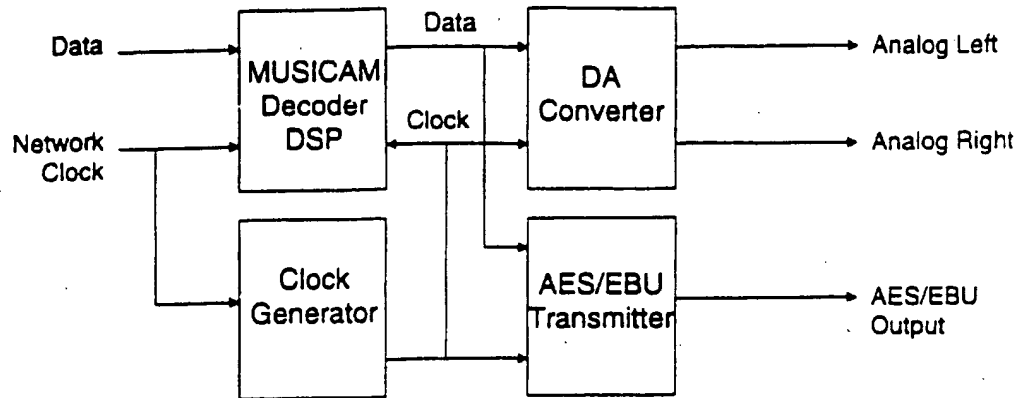 Data
Network
Clock
MUSICAM
Decoder
DSP
Data
Clock
DA
Converter
Analog Left
Analog Right
Clock
Generator
AES/EBU
Transmitter
AES/EBU
Output